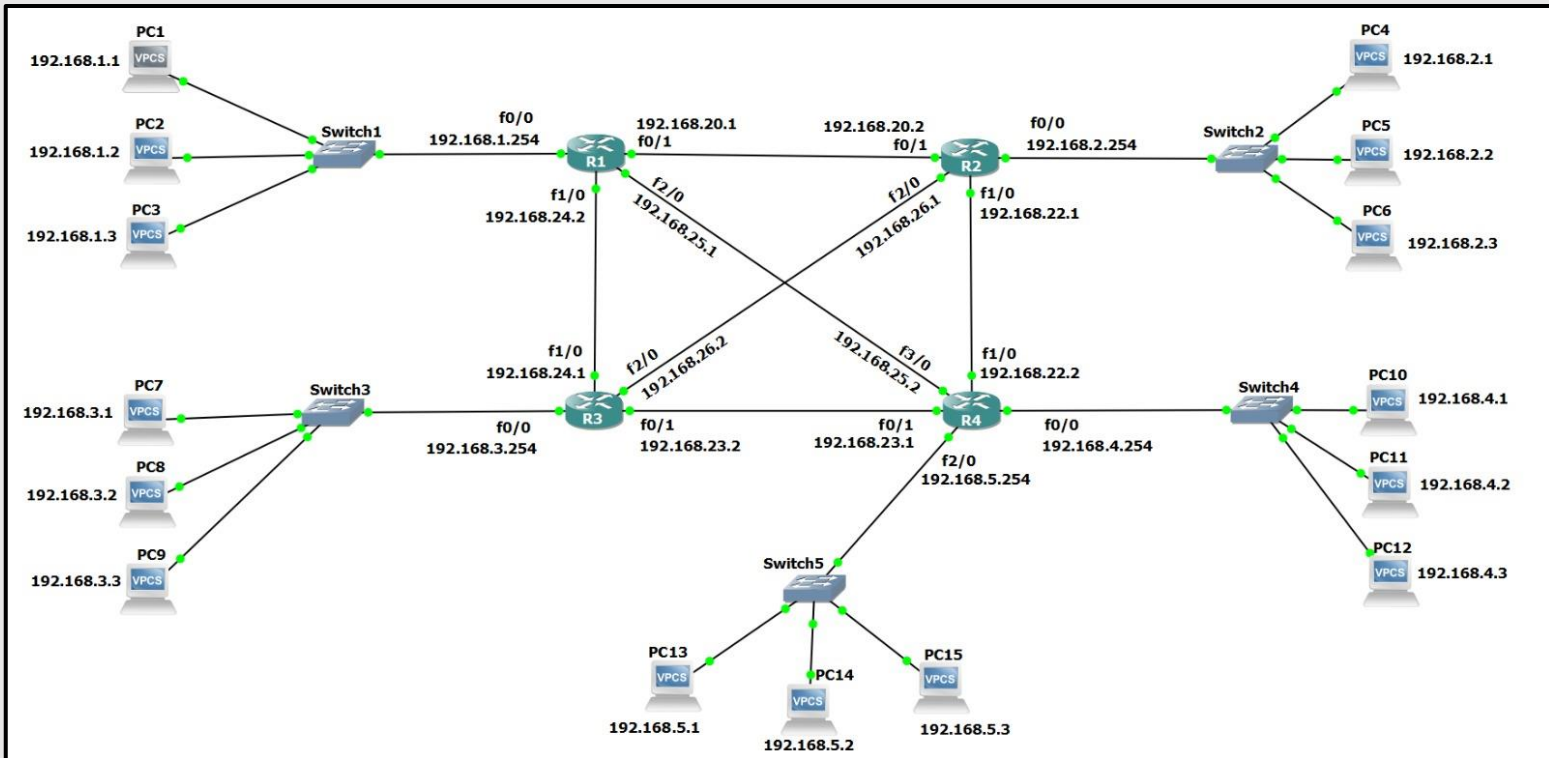 PC1
VPCS
192.168.1.1
PC2
VPCS
192.168.1.2
PC3
VPCS
192.168.1.3
Switch1
f0/0
192.168.1.254
R1
192.168.20.1
f0/1
f1/0
192.168.24.2
f2/0
192.168.25.1
192.168.20.2
f0/1
R2
f0/0
192.168.2.254
f2/0
192.168.26.1
f1/0
192.168.22.1
Switch2
PC4
VPCS
192.168.2.1
PC5
VPCS
192.168.2.2
PC6
VPCS
192.168.2.3
PC7
VPCS
192.168.3.1
PC8
VPCS
192.168.3.2
PC9
VPCS
192.168.3.3
Switch3
f0/0
192.168.3.254
f1/0
192.168.24.1
f2/0
192.168.26.2
R3
f0/1
192.168.23.2
f3/0
192.168.25.2
f1/0
192.168.22.2
f0/1
192.168.23.1
R4
f0/0
192.168.4.254
f2/0
192.168.5.254
Switch4
PC10
VPCS
192.168.4.1
PC11
VPCS
192.168.4.2
PC12
VPCS
192.168.4.3
Switch5
PC13
VPCS
192.168.5.1
PC14
VPCS
192.168.5.2
PC15
VPCS
192.168.5.3